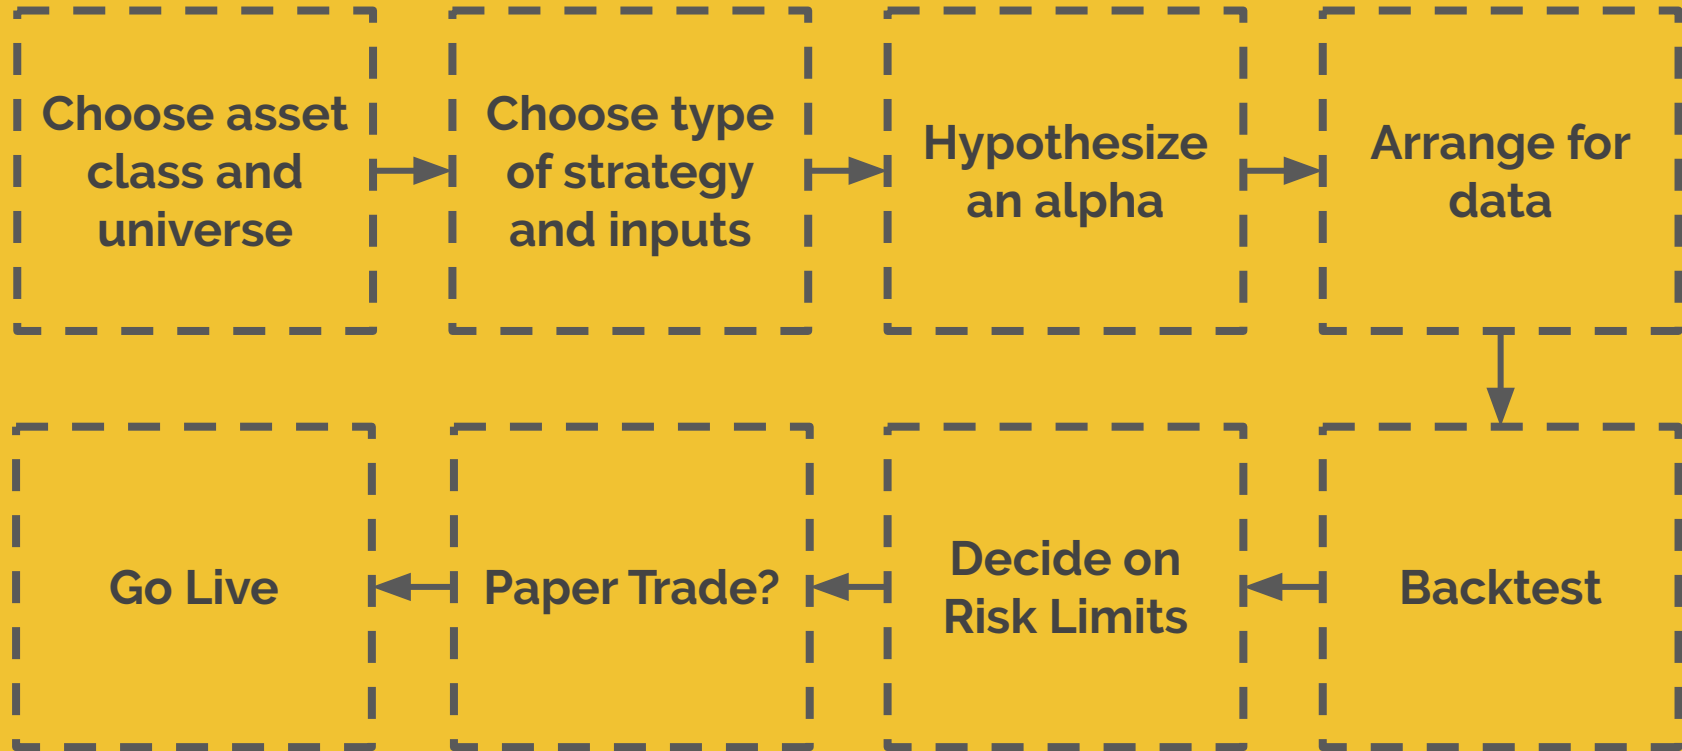 Choose asset
class and
universe
Choose type
of strategy
and inputs
Hypothesize
an alpha
Arrange for
data
Backtest
Decide on
Risk Limits
Paper Trade?
Go Live